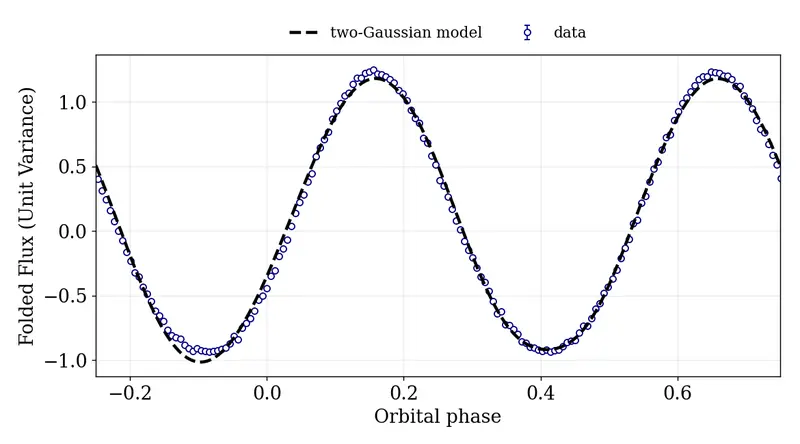 two-Gaussian model
data
Folded Flux (Unit Variance)
1.0
0.5
0.0
−0.5
−1.0
−0.2
0.0
0.2
0.4
0.6
Orbital phase